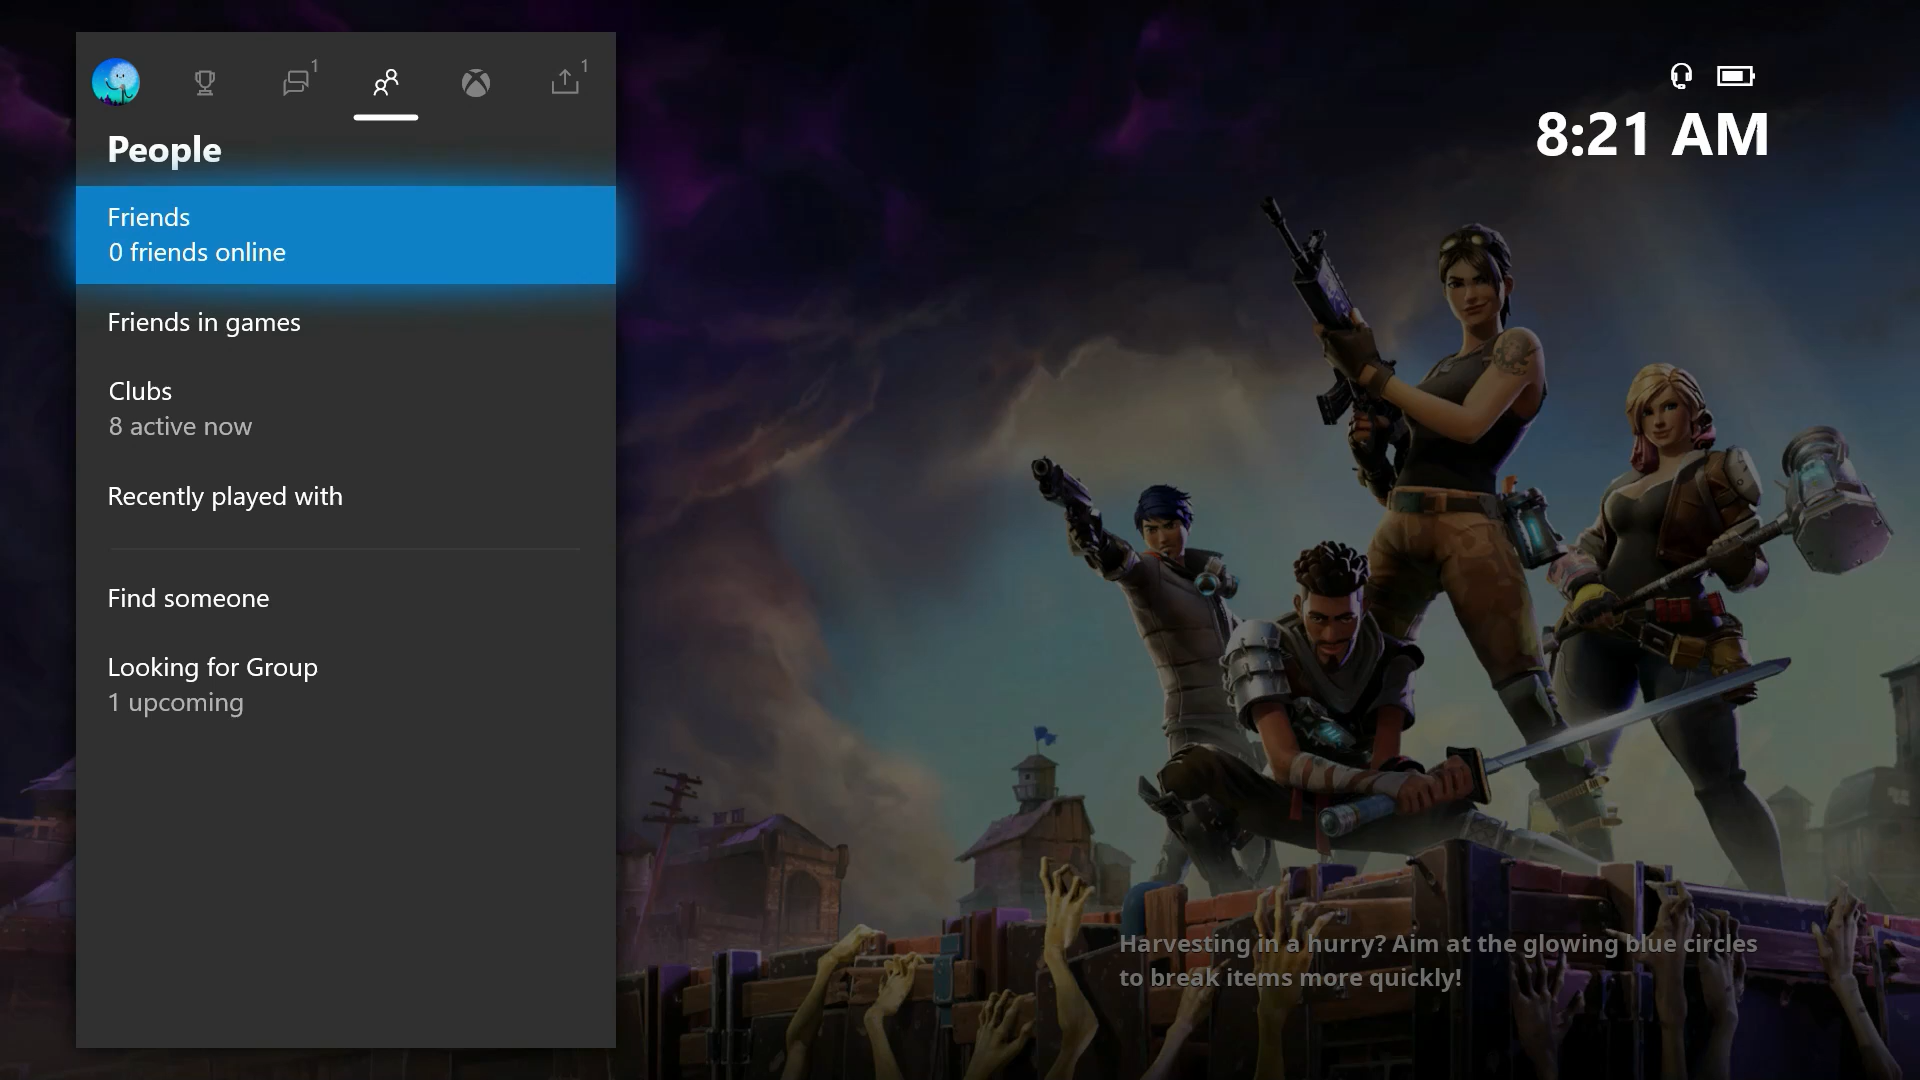 1
1
People
Friends
0 friends online
Friends in games
Clubs
8 active now
Recently played with
Find someone
Looking for Group
1 upcoming
8:21 AM
Harvesting in a hurry? Aim at the glowing blue circles
to break items more quickly!